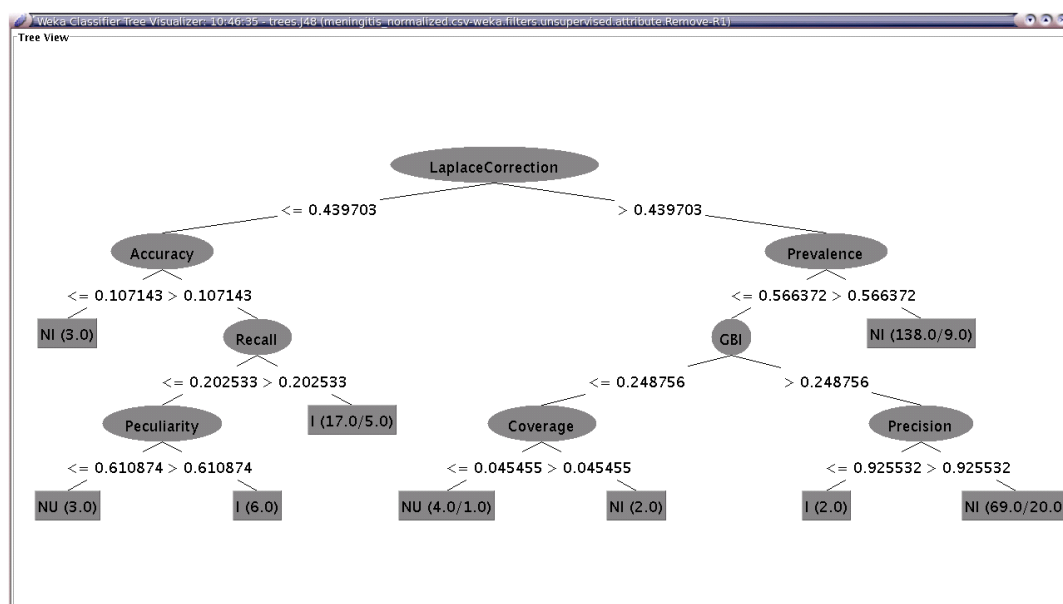 Weka Classifier Tree Visualizer: 10:46:35 - trees.J48 (meningitis_normalized.csv-weka.filters.unsupervised.attribute.Remove-R1)
Tree View
LaplaceCorrection
<= 0.439703
> 0.439703
Accuracy
Prevalence
<= 0.107143 > 0.107143
<= 0.566372 > 0.566372
NI (3.0)
Recall
GBI
NI (138.0/9.0)
<= 0.202533 > 0.202533
<= 0.248756
> 0.248756
Peculiarity
I (17.0/5.0)
Coverage
Precision
<= 0.610874 > 0.610874
<= 0.045455 > 0.045455
<= 0.925532 > 0.925532
NU (3.0)
I (6.0)
NU (4.0/1.0)
NI (2.0)
I (2.0)
NI (69.0/20.0